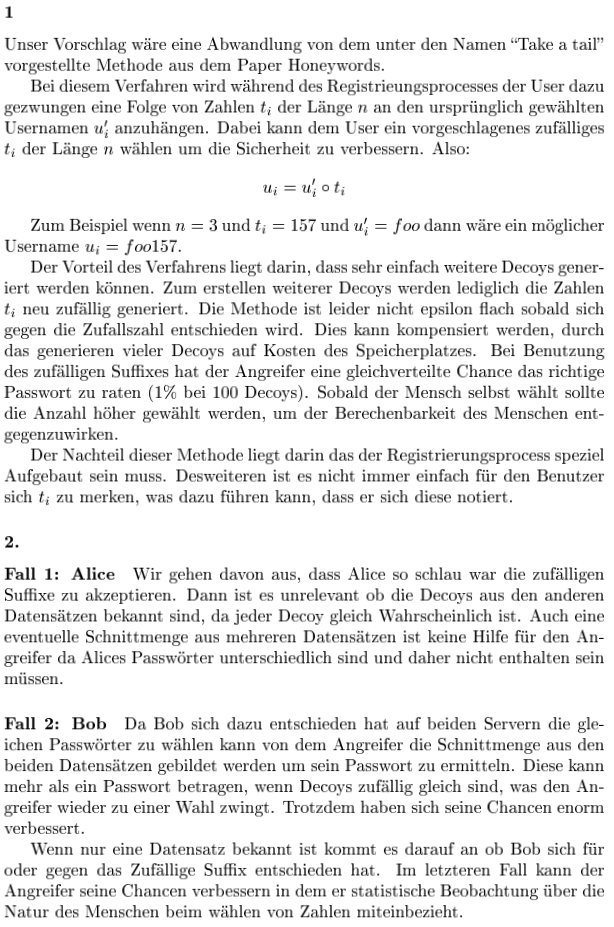 1
Unser Vorschlag wäre eine Abwandlung von dem unter den Namen “Take a tail”
vorgestellte Methode aus dem Paper Honeywords.
Bei diesem Verfahren wird während des Registrieungsprocesses der User dazu
gezwungen eine Folge von Zahlen tᵢ der Länge n an den ursprünglich gewählten
Usernamen u′ᵢ anzuhängen. Dabei kann dem User ein vorgeschlagenes zufälliges
tᵢ der Länge n wählen um die Sicherheit zu verbessern. Also:
uᵢ = u′ᵢ ∘ tᵢ
Zum Beispiel wenn n = 3 und tᵢ = 157 und u′ᵢ = foo dann wäre ein möglicher
Username uᵢ = foo157.
Der Vorteil des Verfahrens liegt darin, dass sehr einfach weitere Decoys gener-
iert werden können. Zum erstellen weiterer Decoys werden lediglich die Zahlen
tᵢ neu zufällig generiert. Die Methode ist leider nicht epsilon flach sobald sich
gegen die Zufallszahl entschieden wird. Dies kann kompensiert werden, durch
das generieren vieler Decoys auf Kosten des Speicherplatzes. Bei Benutzung
des zufälligen Suffixes hat der Angreifer eine gleichverteilte Chance das richtige
Passwort zu raten (1% bei 100 Decoys). Sobald der Mensch selbst wählt sollte
die Anzahl höher gewählt werden, um der Berechenbarkeit des Menschen ent-
gegenzuwirken.
Der Nachteil dieser Methode liegt darin das der Registrierungsprocess speziel
Aufgebaut sein muss. Desweiteren ist es nicht immer einfach für den Benutzer
sich tᵢ zu merken, was dazu führen kann, dass er sich diese notiert.
2.
Fall 1: Alice Wir gehen davon aus, dass Alice so schlau war die zufälligen
Suffixe zu akzeptieren. Dann ist es unrelevant ob die Decoys aus den anderen
Datensätzen bekannt sind, da jeder Decoy gleich Wahrscheinlich ist. Auch eine
eventuelle Schnittmenge aus mehreren Datensätzen ist keine Hilfe für den An-
greifer da Alices Passwörter unterschiedlich sind und daher nicht enthalten sein
müssen.
Fall 2: Bob Da Bob sich dazu entschieden hat auf beiden Servern die gle-
ichen Passwörter zu wählen kann von dem Angreifer die Schnittmenge aus den
beiden Datensätzen gebildet werden um sein Passwort zu ermitteln. Diese kann
mehr als ein Passwort betragen, wenn Decoys zufällig gleich sind, was den An-
greifer wieder zu einer Wahl zwingt. Trotzdem haben sich seine Chancen enorm
verbessert.
Wenn nur eine Datensatz bekannt ist kommt es darauf an ob Bob sich für
oder gegen das Zufällige Suffix entschieden hat. Im letzteren Fall kann der
Angreifer seine Chancen verbessern in dem er statistische Beobachtung über die
Natur des Menschen beim wählen von Zahlen miteinbezieht.